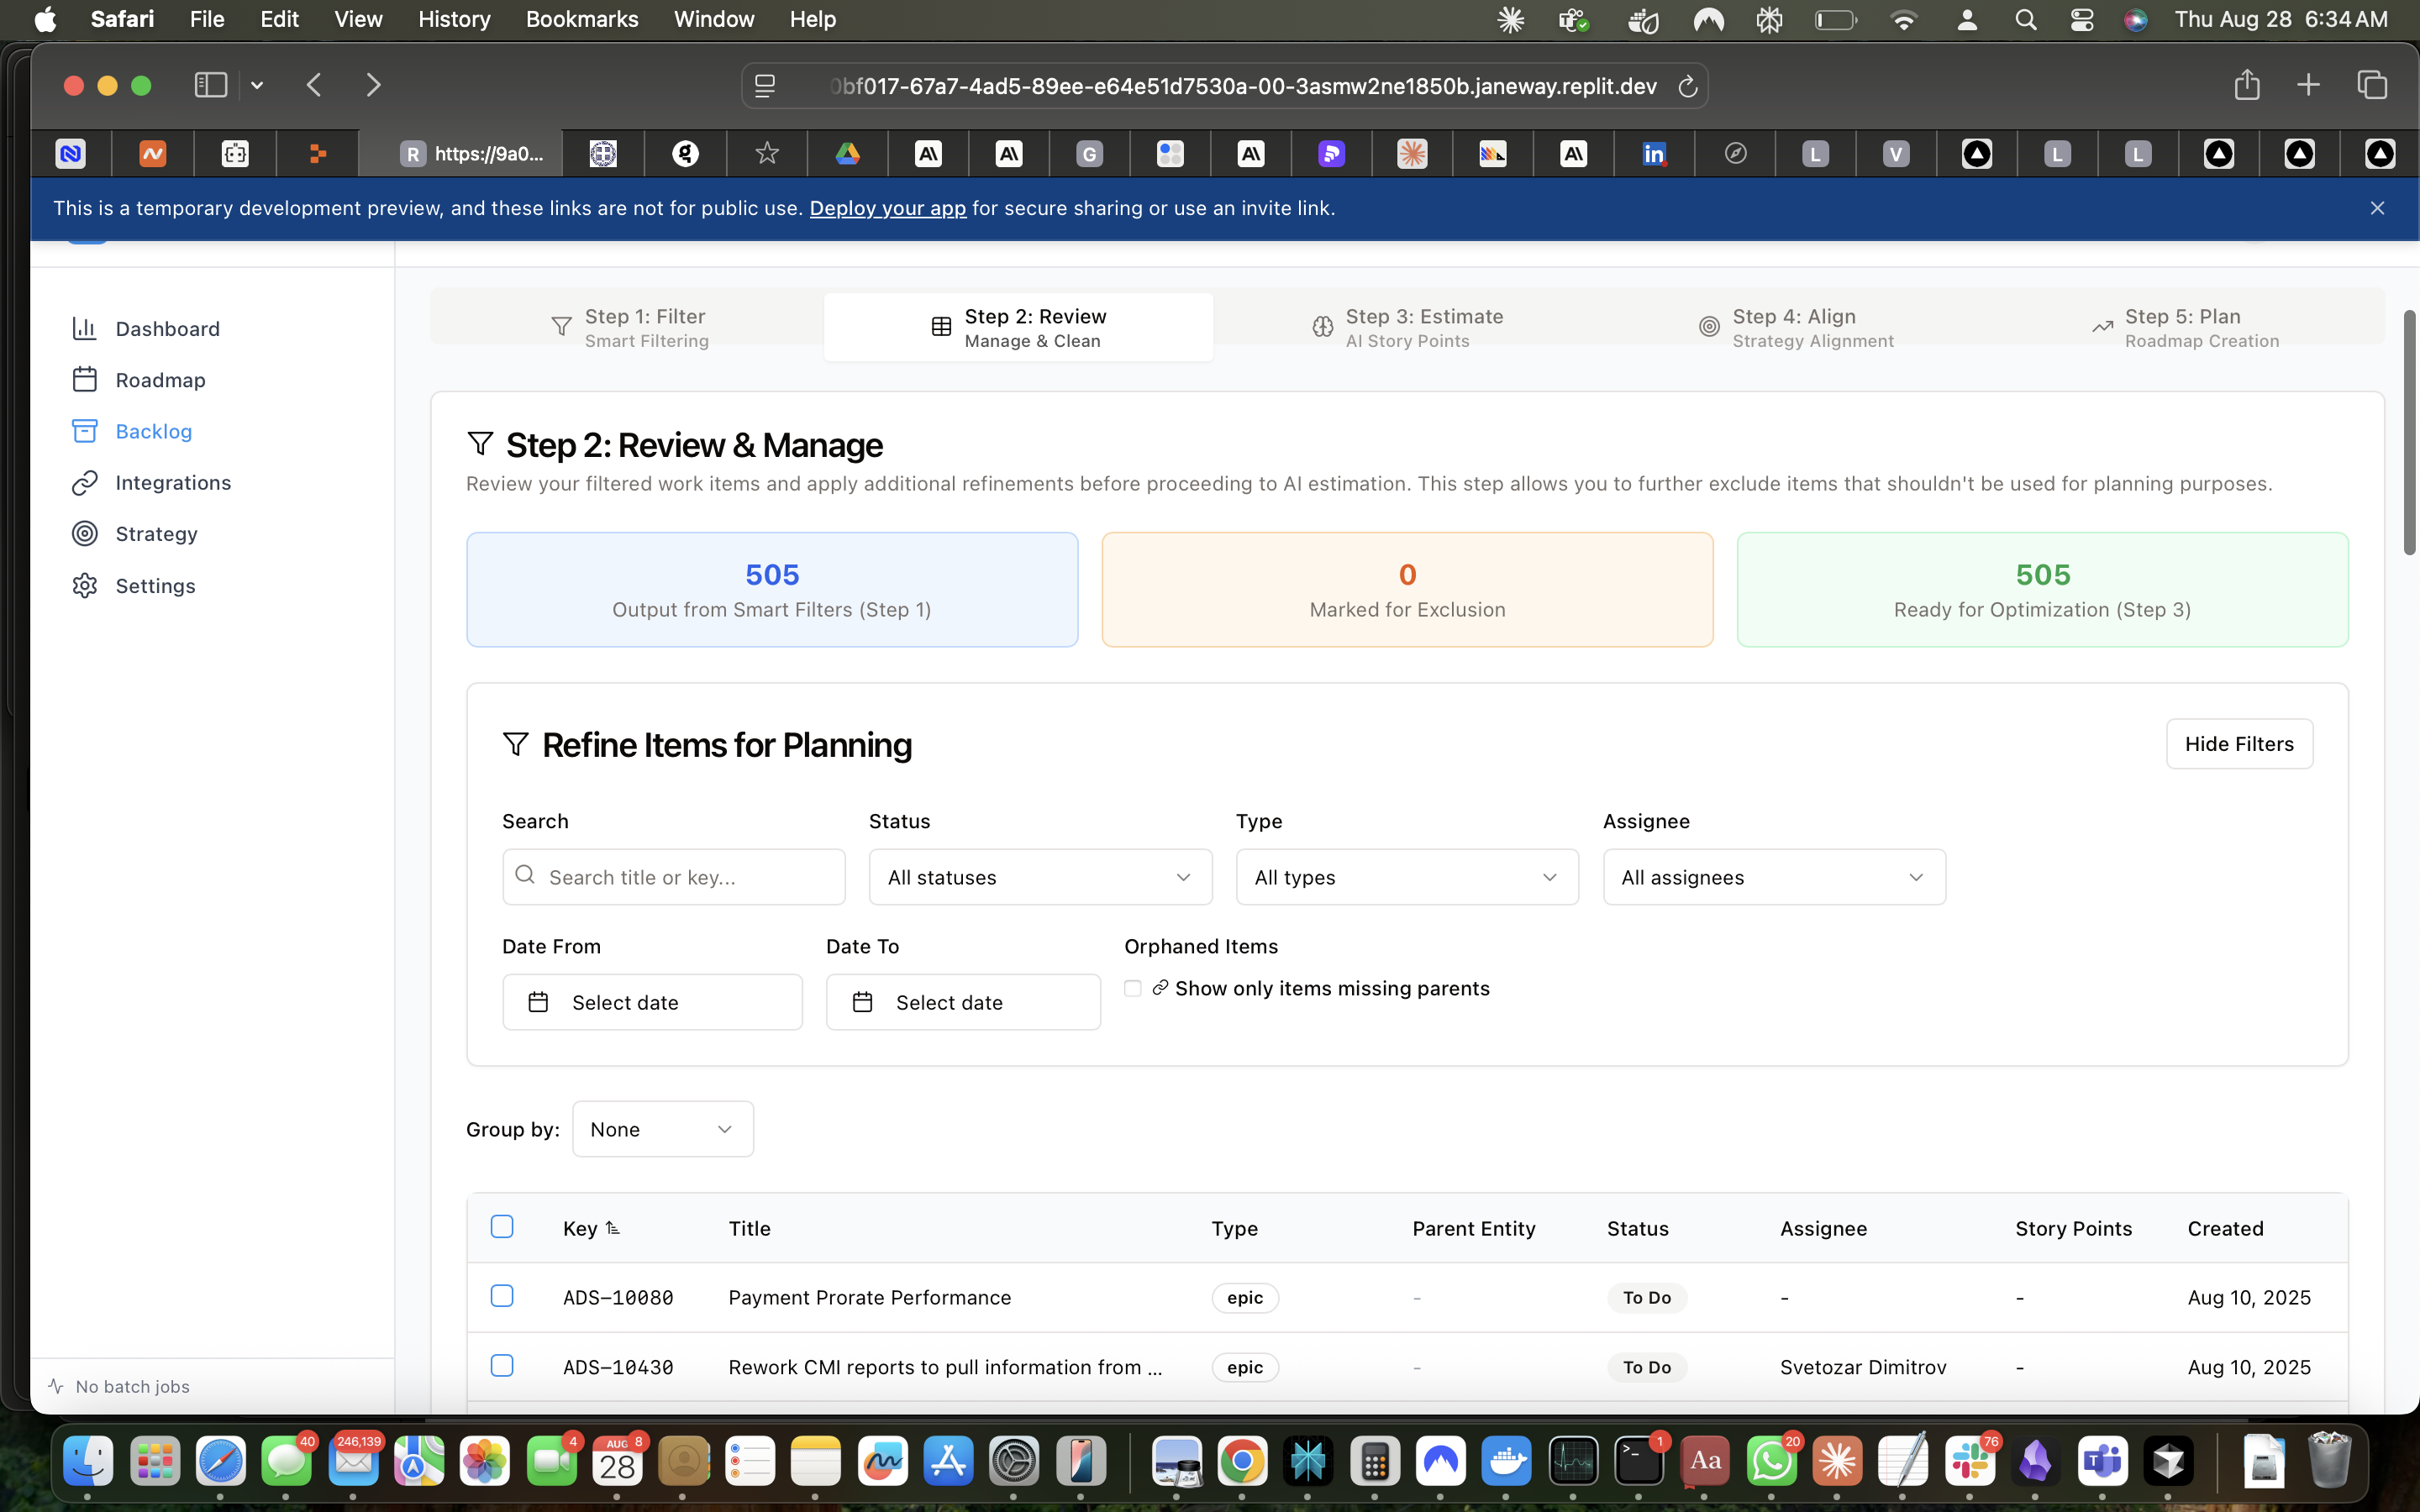 Safari File Edit View History Bookmarks Window Help Thu Aug 28 6:34 AM
0bf017-67a7-4ad5-89ee-e64e51d7530a-00-3asmw2ne1850b.janeway.replit.dev
R https://9a0... G L V L L
This is a temporary development preview, and these links are not for public use. Deploy your app for secure sharing or use an invite link.
Dashboard
Roadmap
Backlog
Integrations
Strategy
Settings
No batch jobs
Step 1: Filter
Smart Filtering
Step 2: Review
Manage & Clean
Step 3: Estimate
AI Story Points
Step 4: Align
Strategy Alignment
Step 5: Plan
Roadmap Creation
Step 2: Review & Manage
Review your filtered work items and apply additional refinements before proceeding to AI estimation. This step allows you to further exclude items that shouldn't be used for planning purposes.
505
Output from Smart Filters (Step 1)
0
Marked for Exclusion
505
Ready for Optimization (Step 3)
Refine Items for Planning
Hide Filters
Search Status Type Assignee
Search title or key... All statuses All types All assignees
Date From Date To Orphaned Items
Select date Select date Show only items missing parents
Group by: None
Key Title Type Parent Entity Status Assignee Story Points Created
ADS-10080 Payment Prorate Performance epic - To Do - - Aug 10, 2025
ADS-10430 Rework CMI reports to pull information from ... epic - To Do Svetozar Dimitrov - Aug 10, 2025
40 246,139 4 AUG 8 28 1 Aa 20 76